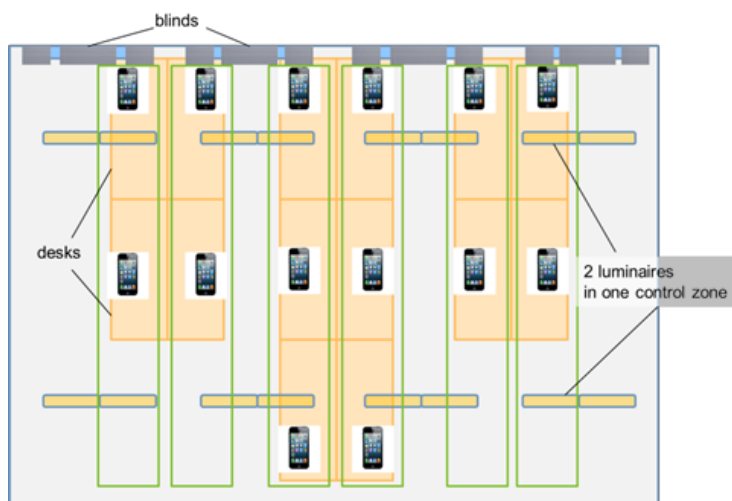 blinds
desks
2 luminaires
in one control zone